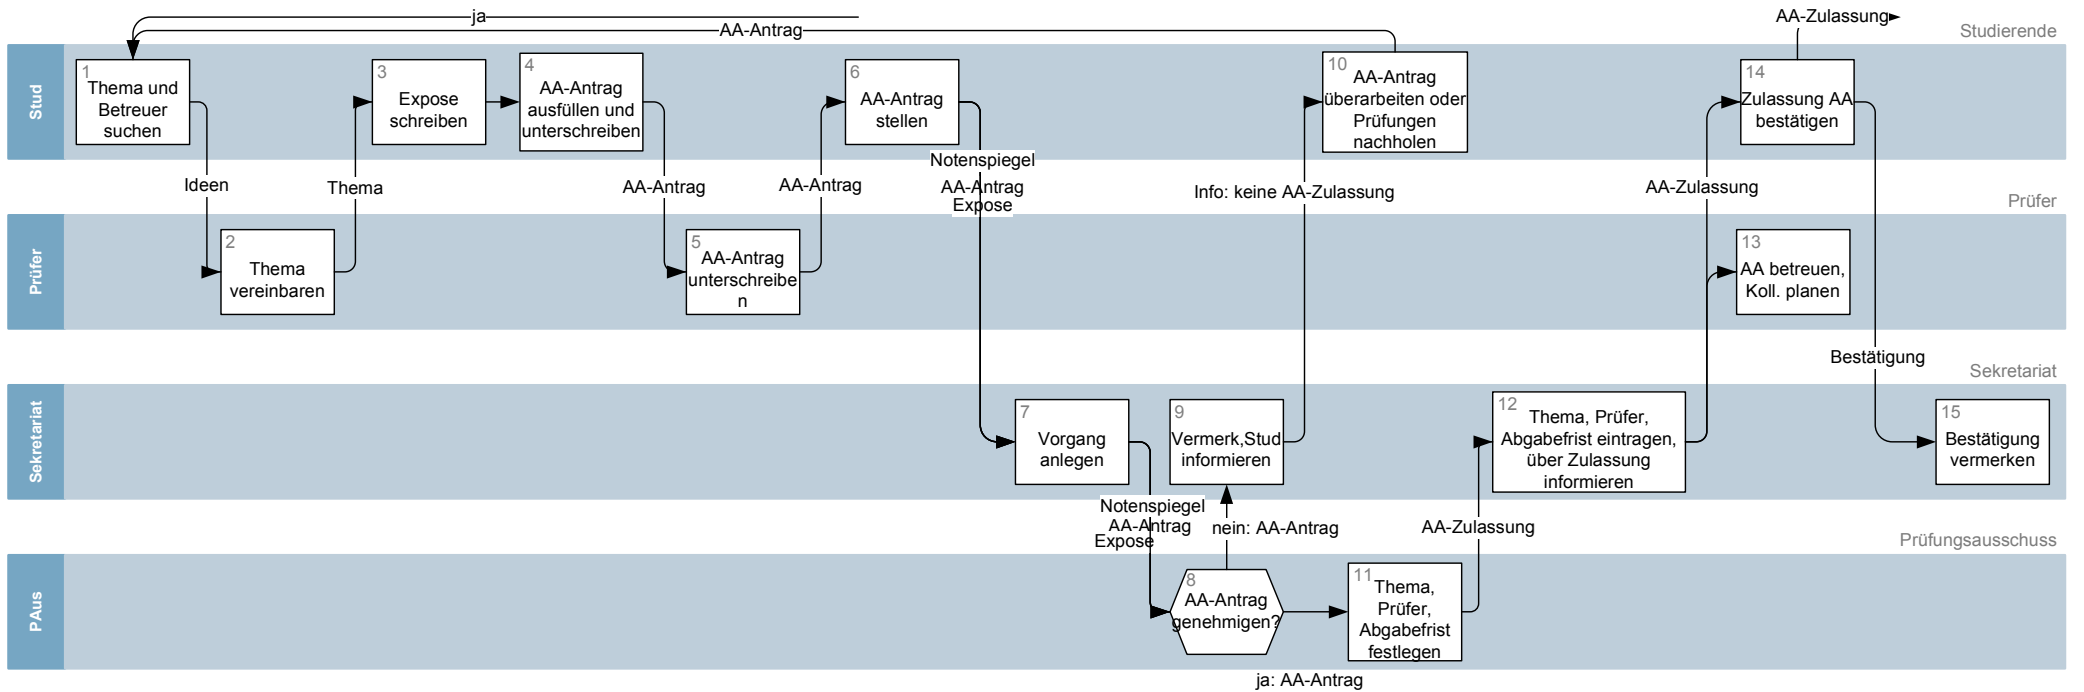 ja
AA-Zulassung
AA-Antrag
Studierende
Stud
1
Thema und
Betreuer
suchen
3
Expose
schreiben
4
AA-Antrag
ausfüllen und
unterschreiben
6
AA-Antrag
stellen
10
AA-Antrag
überarbeiten oder
Prüfungen
nachholen
14
Zulassung AA
bestätigen
Ideen
Thema
AA-Antrag
AA-Antrag
Notenspiegel
AA-Antrag
Expose
Info: keine AA-Zulassung
AA-Zulassung
Prüfer
Prüfer
2
Thema
vereinbaren
5
AA-Antrag
unterschreibe
n
13
AA betreuen,
Koll. planen
Bestätigung
Sekretariat
Sekretariat
7
Vorgang
anlegen
9
Vermerk,Stud
informieren
12
Thema, Prüfer,
Abgabefrist eintragen,
über Zulassung
informieren
15
Bestätigung
vermerken
Notenspiegel
AA-Antrag
Expose
nein: AA-Antrag
AA-Zulassung
Prüfungsausschuss
PAus
8
AA-Antrag
genehmigen?
11
Thema,
Prüfer,
Abgabefrist
festlegen
ja: AA-Antrag